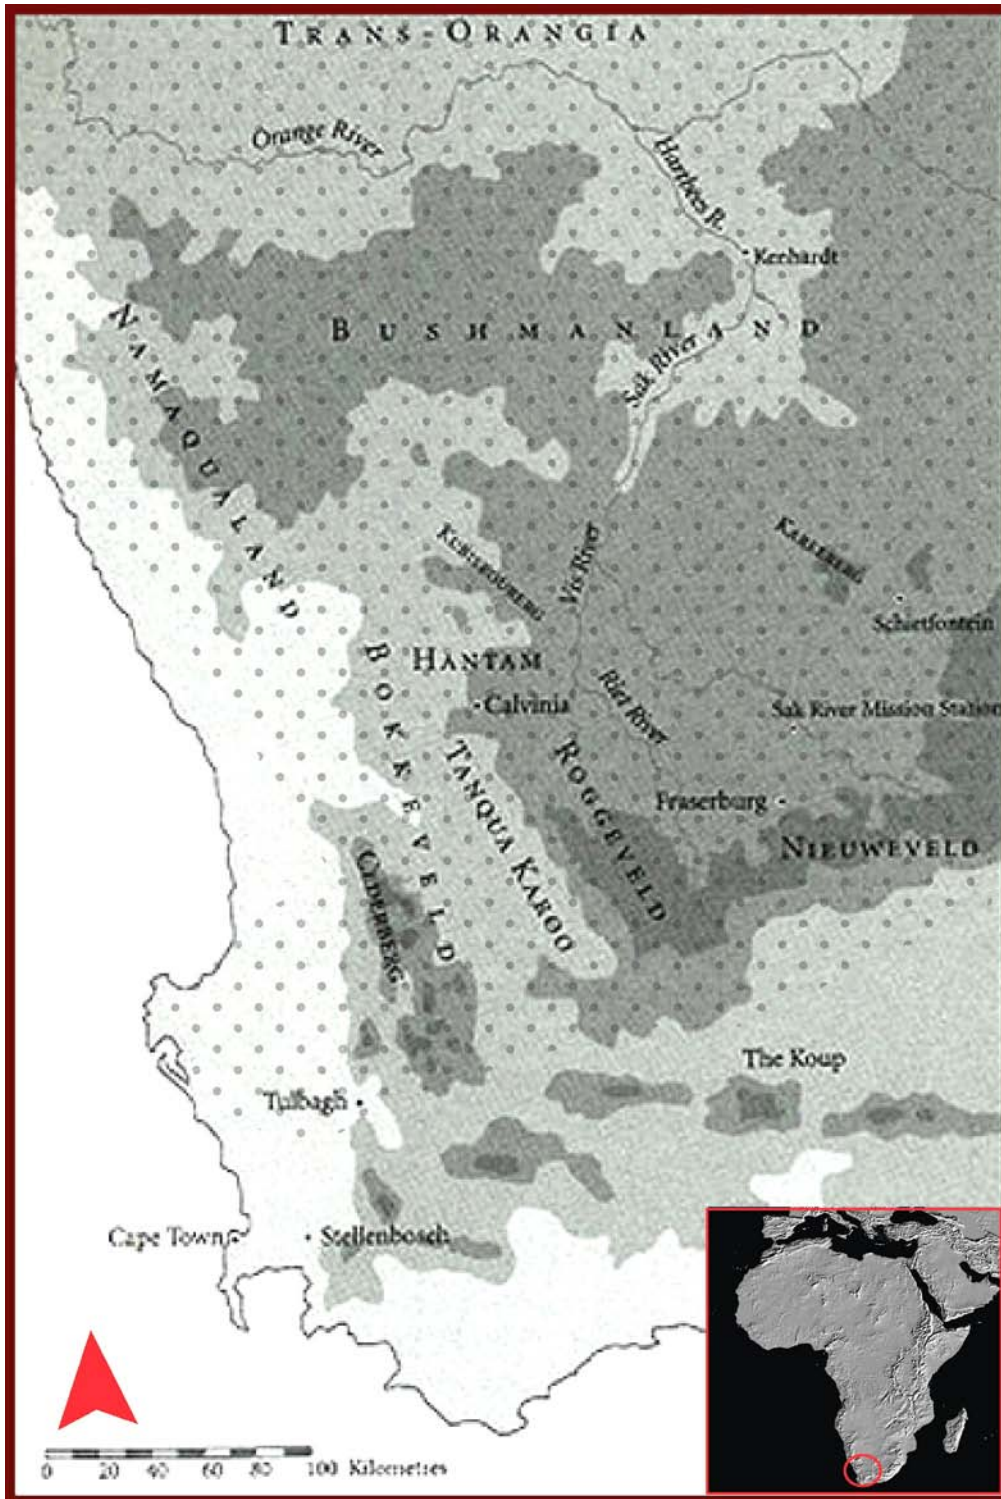 TRANS-ORANGIA
Orange River
Hartbees R.
Kenhardt
BUSHMANLAND
NAMAQUALAND
Sak River
KAREEBERG
Vis River
Schietfontein
HANTAM
BOKKEVELD
Calvinia
Riet River
Sak River Mission Station
TANQUA KAROO
ROGGEVELD
Fraserburg
NIEUWEVELD
CEDERBERG
The Koup
Tulbagh
Cape Town
Stellenbosch
0 20 40 60 80 100 Kilometres